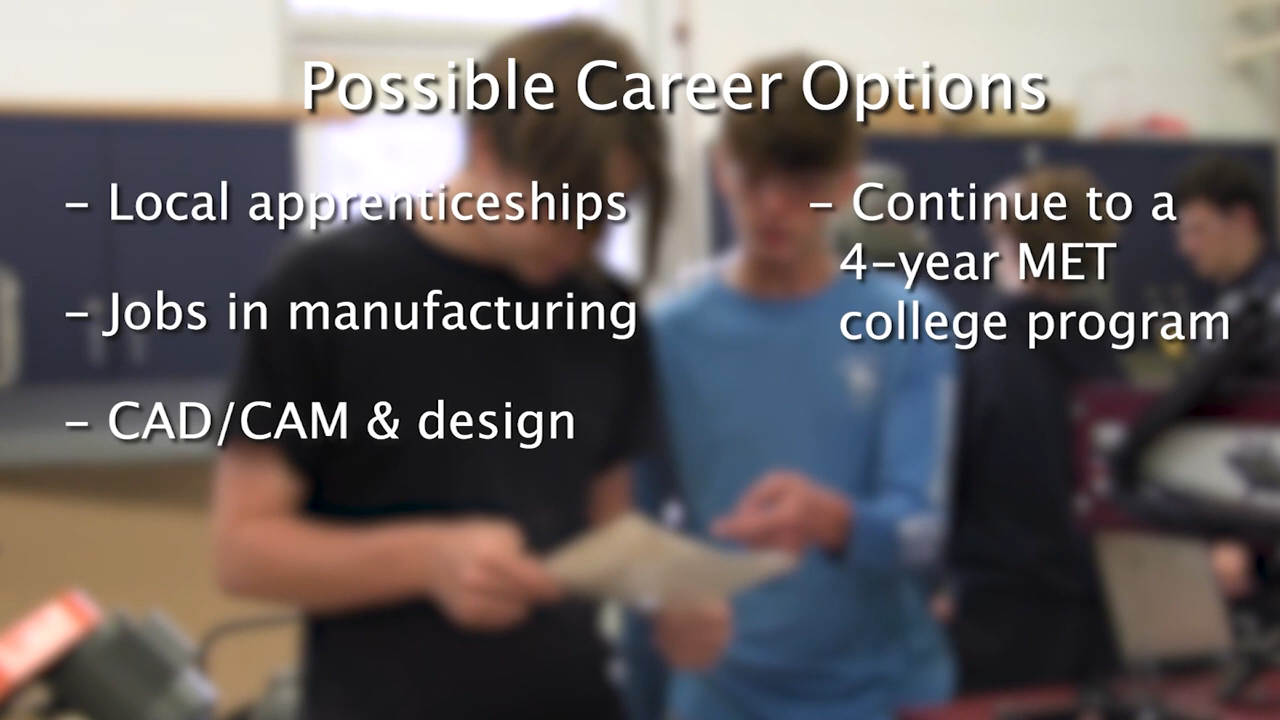 Possible Career Options
- Local apprenticeships
- Jobs in manufacturing
- CAD/CAM & design
- Continue to a
4-year MET
college program